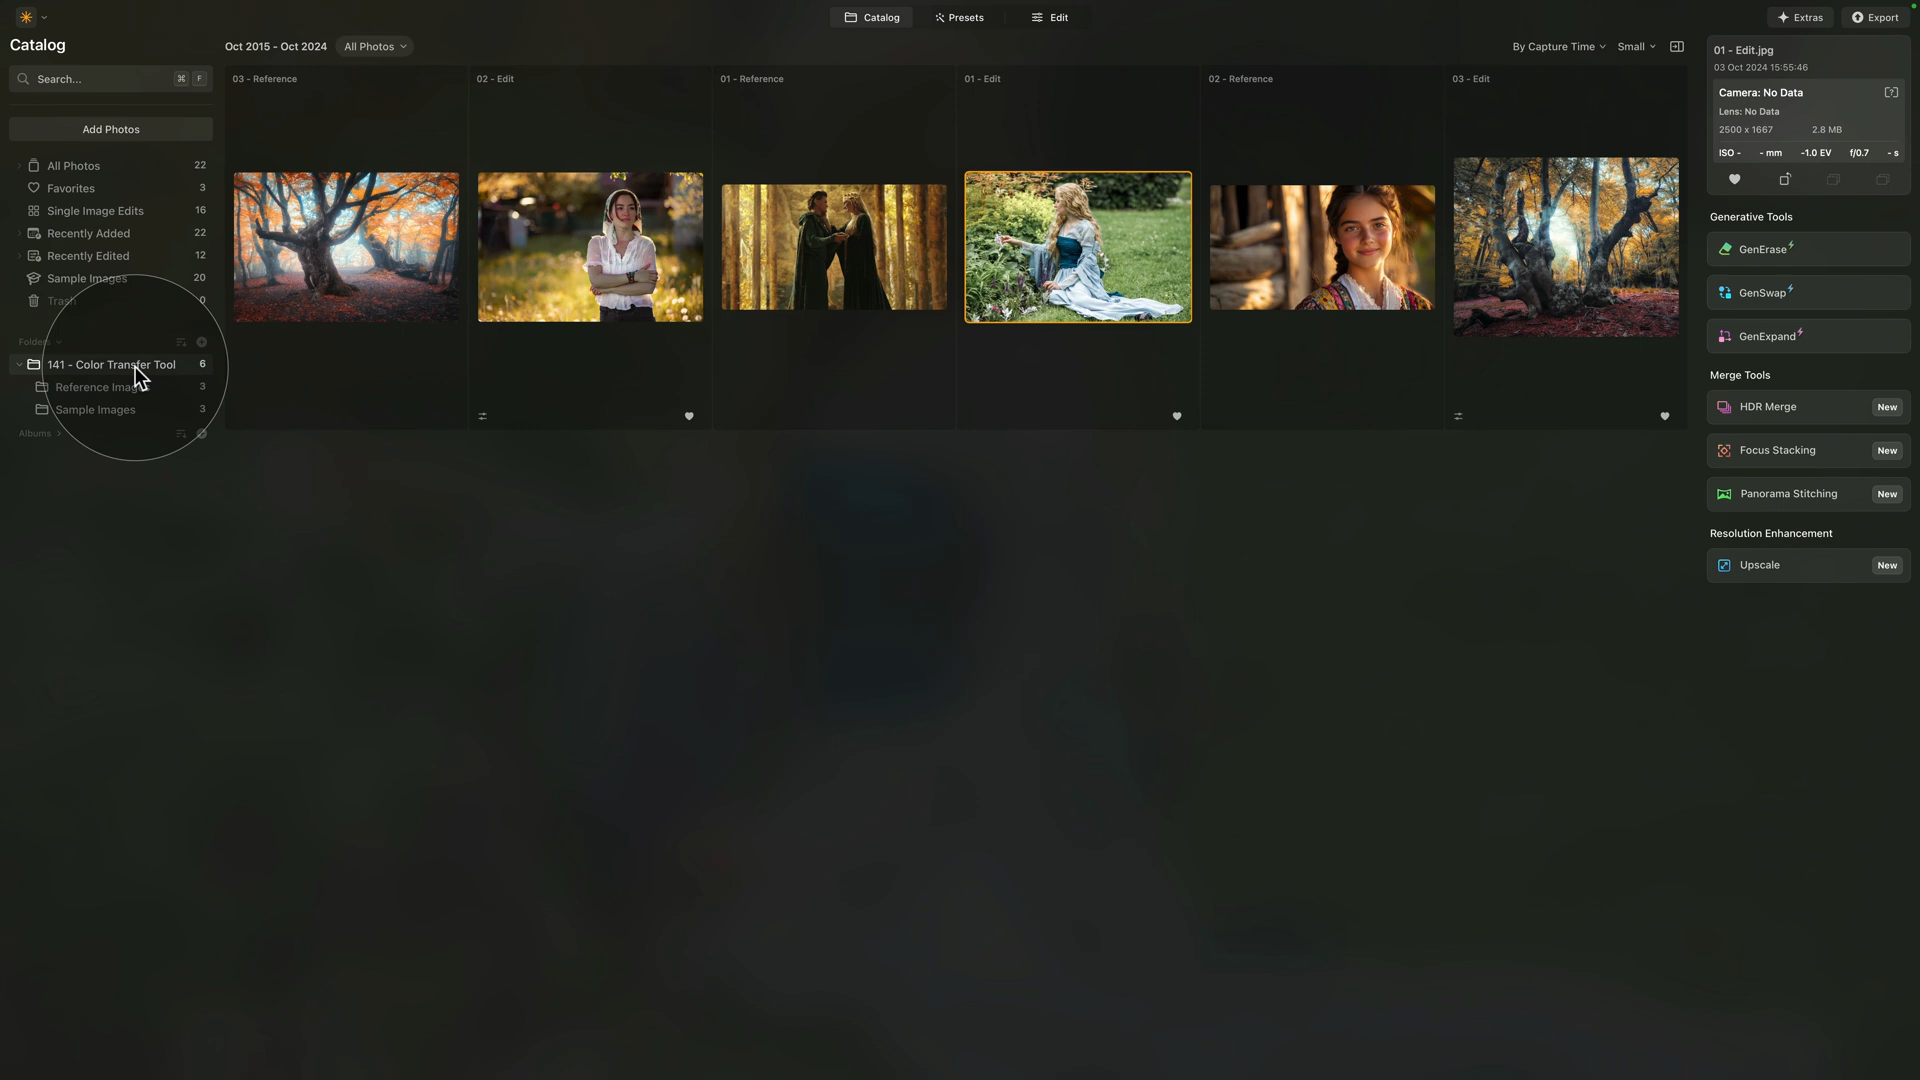 Catalog
Presets
Edit
Extras
Export
Catalog
Search...
⌘ F
Add Photos
All Photos 22
Favorites 3
Single Image Edits 16
Recently Added 22
Recently Edited 12
Sample Images 20
Trash 0
Folders
141 - Color Transfer Tool 6
Reference Images 3
Sample Images 3
Albums
Oct 2015 - Oct 2024 All Photos
By Capture Time Small
03 - Reference
02 - Edit
01 - Reference
01 - Edit
02 - Reference
03 - Edit
01 - Edit.jpg
03 Oct 2024 15:55:46
Camera: No Data
Lens: No Data
2500 x 1667 2.8 MB
ISO - - mm -1.0 EV f/0.7 - s
Generative Tools
GenErase
GenSwap
GenExpand
Merge Tools
HDR Merge New
Focus Stacking New
Panorama Stitching New
Resolution Enhancement
Upscale New